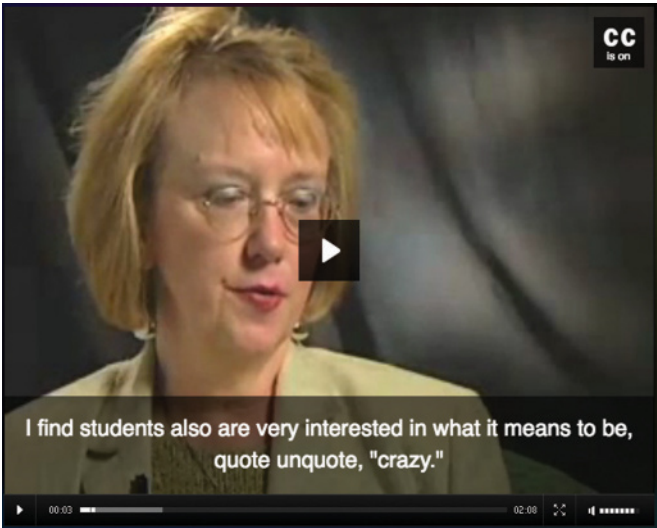 CC
is on
I find students also are very interested in what it means to be,
quote unquote, "crazy."
00:03
02:08